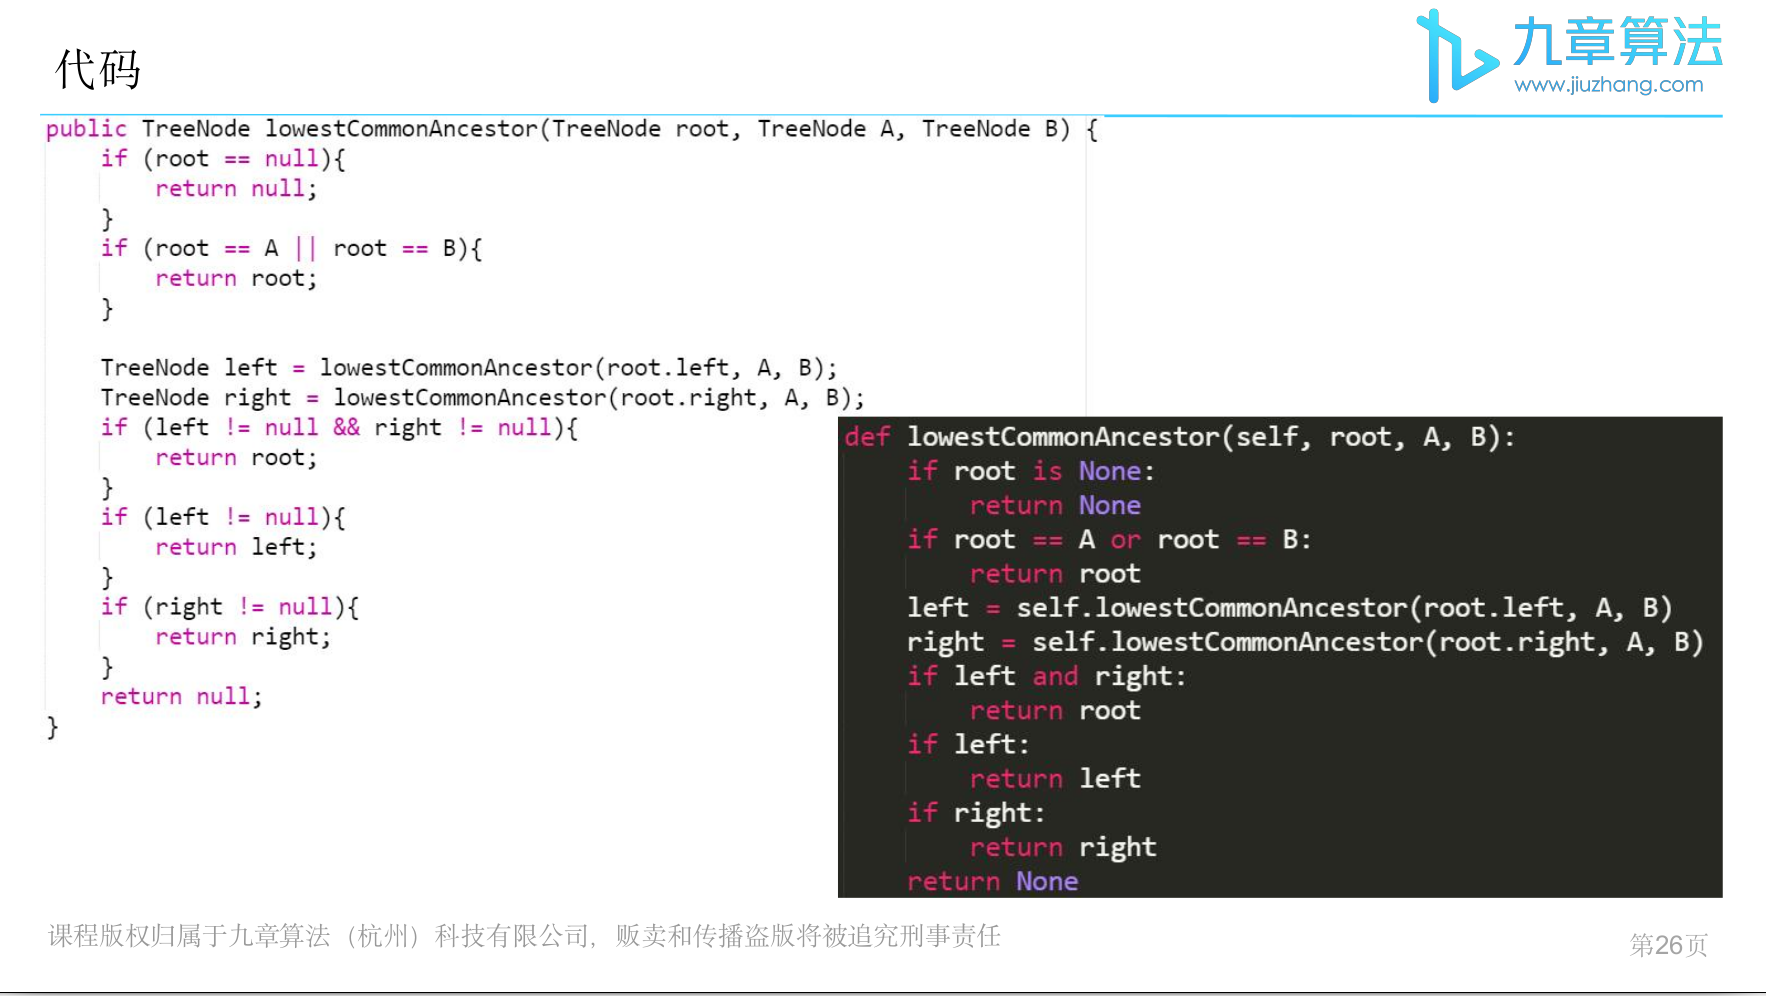 代码
九章算法
www.jiuzhang.com
public TreeNode lowestCommonAncestor(TreeNode root, TreeNode A, TreeNode B) {
    if (root == null){
        return null;
    }
    if (root == A || root == B){
        return root;
    }

    TreeNode left = lowestCommonAncestor(root.left, A, B);
    TreeNode right = lowestCommonAncestor(root.right, A, B);
    if (left != null && right != null){
        return root;
    }
    if (left != null){
        return left;
    }
    if (right != null){
        return right;
    }
    return null;
}
def lowestCommonAncestor(self, root, A, B):
    if root is None:
        return None
    if root == A or root == B:
        return root
    left = self.lowestCommonAncestor(root.left, A, B)
    right = self.lowestCommonAncestor(root.right, A, B)
    if left and right:
        return root
    if left:
        return left
    if right:
        return right
    return None
课程版权归属于九章算法（杭州）科技有限公司，贩卖和传播盗版将被追究刑事责任
第26页